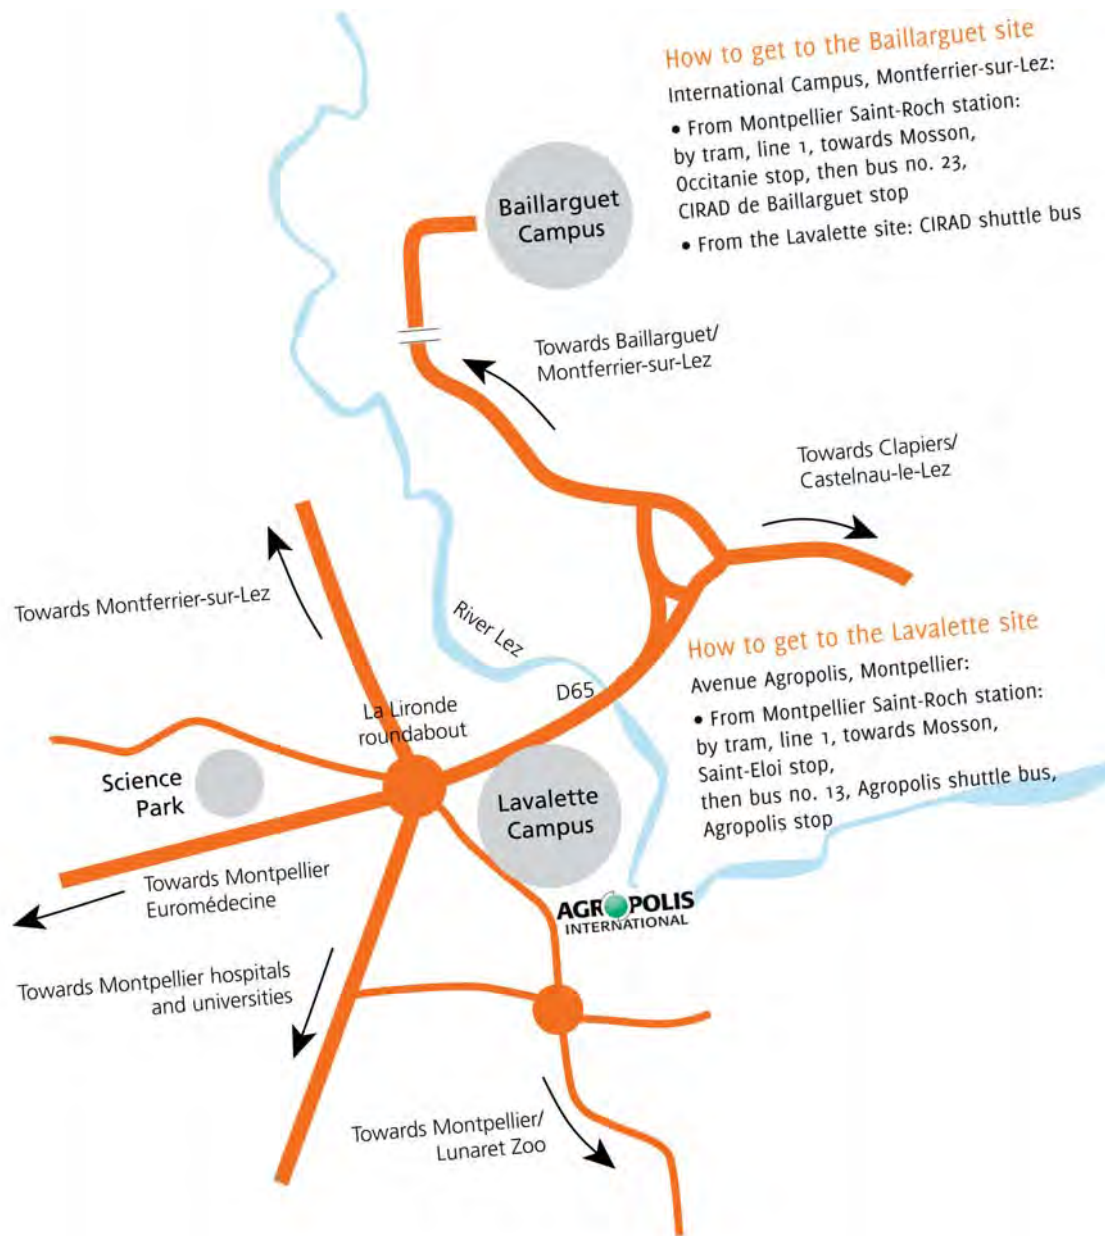 How to get to the Baillarguet site
International Campus, Montferrier-sur-Lez:
• From Montpellier Saint-Roch station:
by tram, line 1, towards Mosson,
Occitanie stop, then bus no. 23,
CIRAD de Baillarguet stop
• From the Lavalette site: CIRAD shuttle bus
Baillarguet
Campus
Towards Baillarguet/
Montferrier-sur-Lez
Towards Clapiers/
Castelnau-le-Lez
Towards Montferrier-sur-Lez
River Lez
How to get to the Lavalette site
Avenue Agropolis, Montpellier:
• From Montpellier Saint-Roch station:
by tram, line 1, towards Mosson,
Saint-Eloi stop,
then bus no. 13, Agropolis shuttle bus,
Agropolis stop
D65
La Lironde
roundabout
Science
Park
Lavalette
Campus
Towards Montpellier
Euromédecine
AGROPOLIS
INTERNATIONAL
Towards Montpellier hospitals
and universities
Towards Montpellier/
Lunaret Zoo